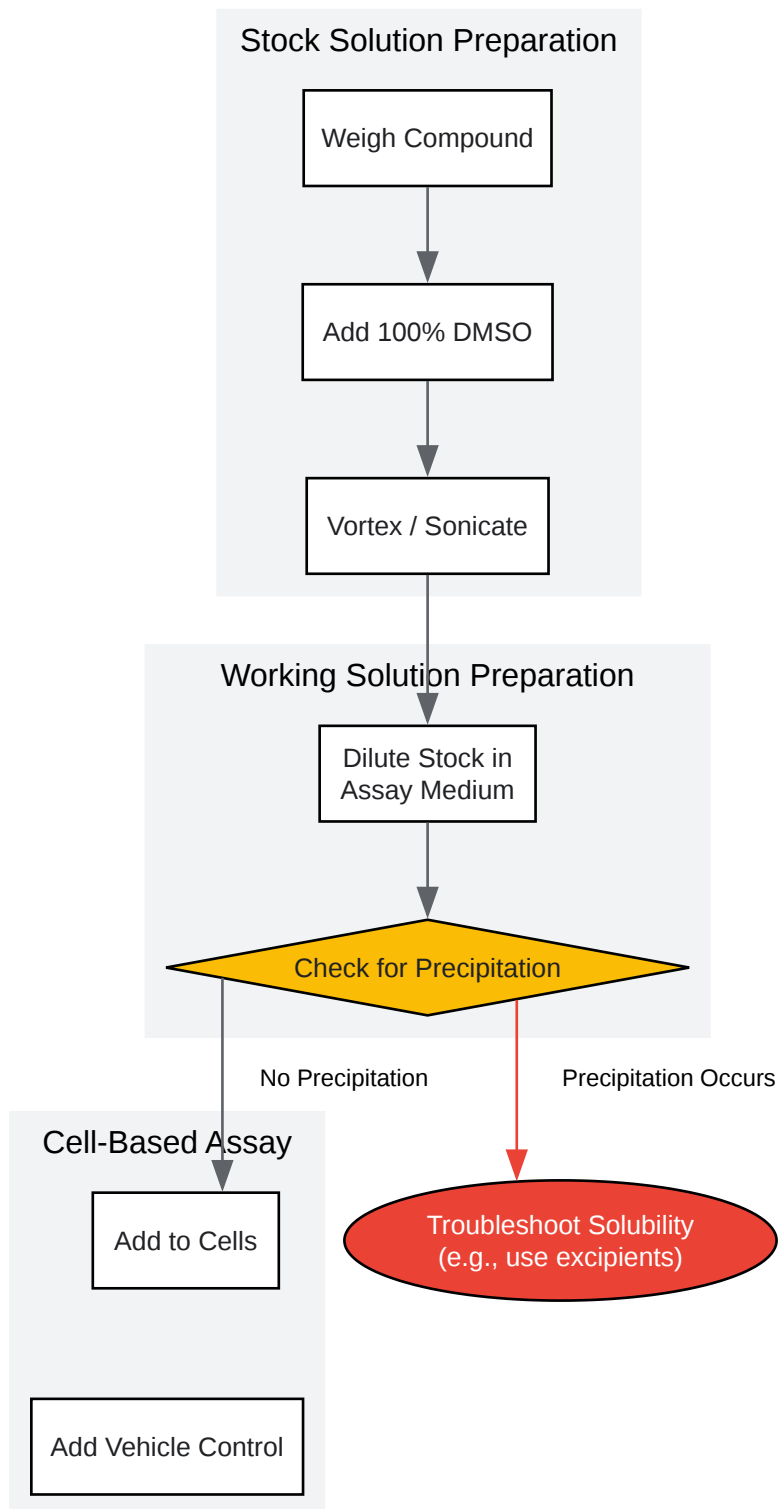 Stock Solution Preparation
Weigh Compound
Add 100% DMSO
Vortex / Sonicate
Working Solution Preparation
Dilute Stock in
Assay Medium
Check for Precipitation
No Precipitation
Precipitation Occurs
Cell-Based Assay
Add to Cells
Troubleshoot Solubility
(e.g., use excipients)
Add Vehicle Control